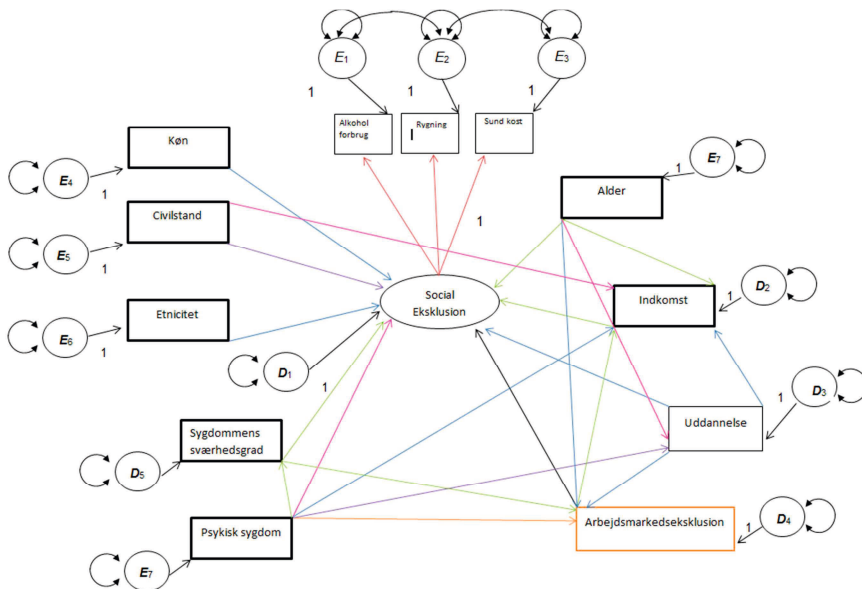 E1
E2
E3
1
1
1
Alkohol
forbrug
Rygning
Sund kost
Køn
E4
1
E7
1
Alder
Civilstand
E5
1
1
Social
Eksklusion
Indkomst
D2
1
Etnicitet
E6
1
D1
1
D3
1
Uddannelse
Sygdommens
sværhedsgrad
D5
Arbejdsmarkedseksklusion
D4
1
Psykisk sygdom
E7